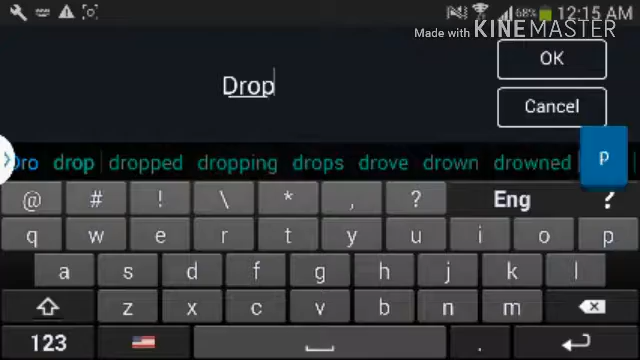 68% 12:15 AM
Made with KINEMASTER
OK
Drop
Cancel
Dro drop dropped dropping drops drove drown drowned p
@ # ! \ * , ? Eng ?
q w e r t y u i o p
a s d f g h j k l
z x c v b n m
123 .